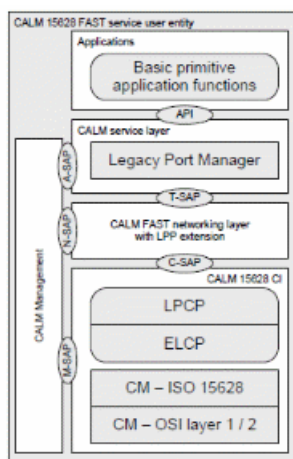 CALM 15628 FAST service user entity
Applications
Basic primitive
application functions
API
CALM service layer
Legacy Port Manager
A-SAP
T-SAP
N-SAP
CALM FAST networking layer
with LPP extension
C-SAP
CALM Management
CALM 15628 CI
LPCP
ELCP
M-SAP
CM – ISO 15628
CM – OSI layer 1 / 2